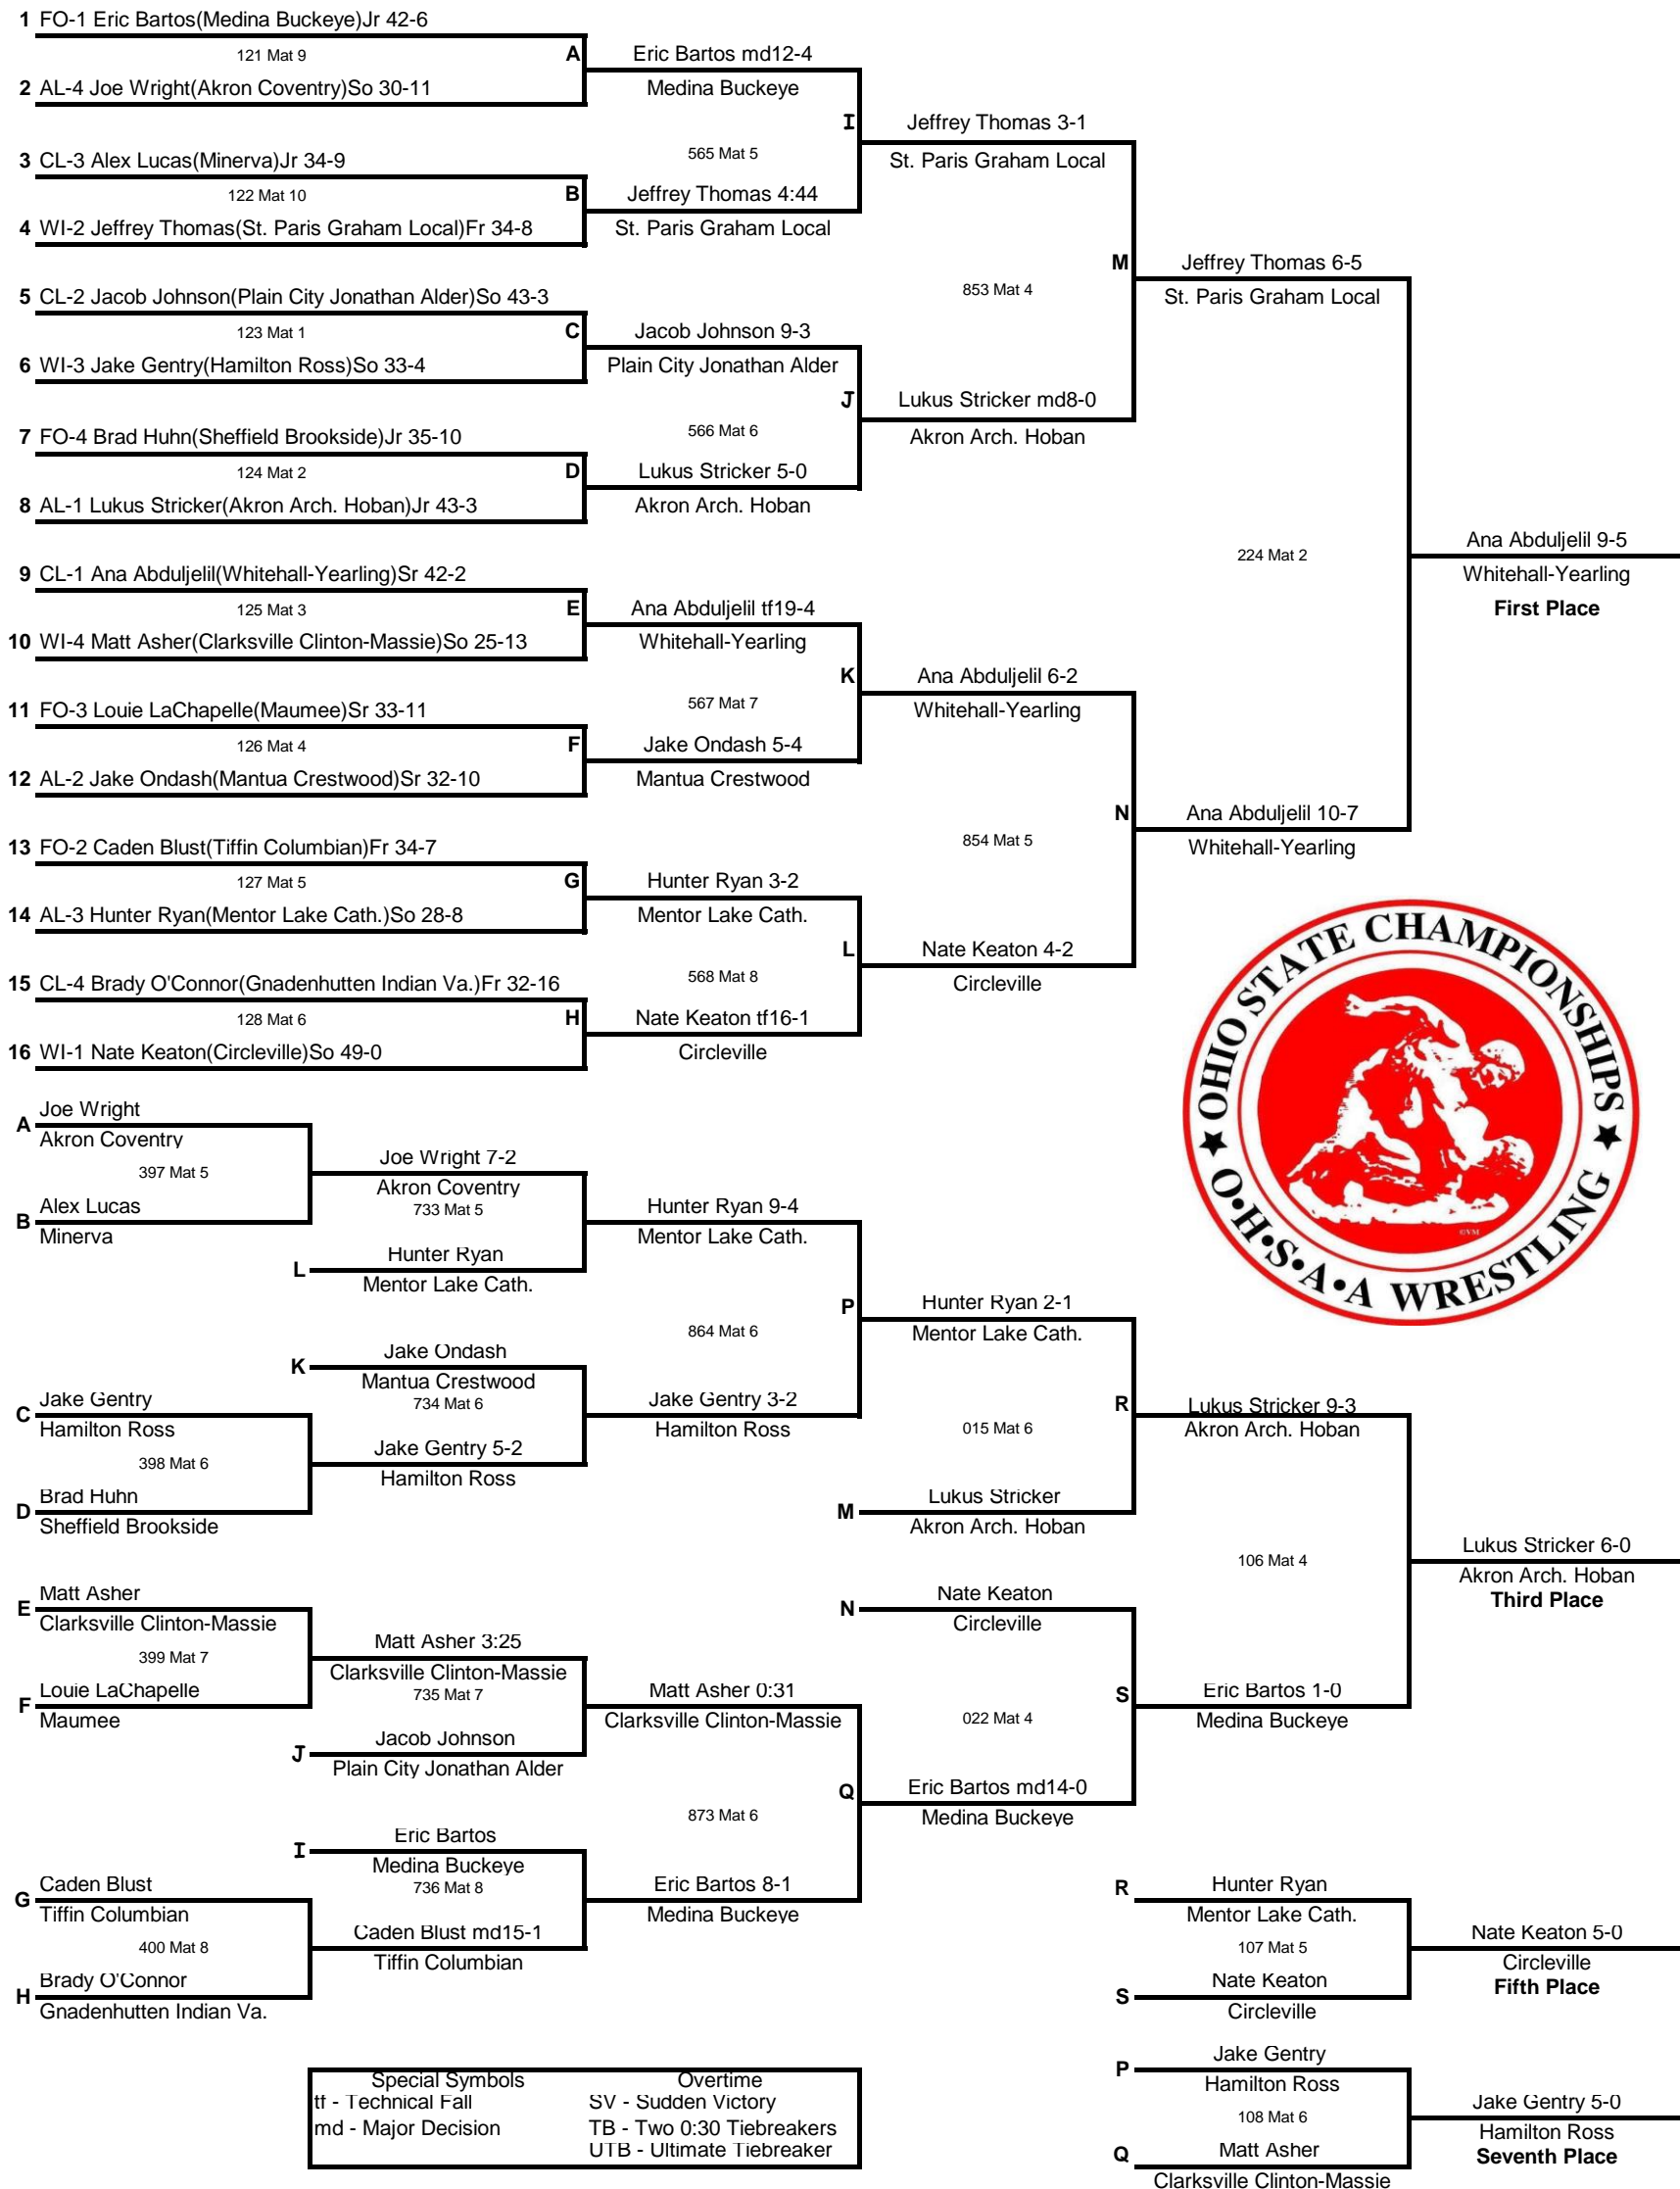 1 FO-1 Eric Bartos(Medina Buckeye)Jr 42-6
121 Mat 9
A
2 AL-4 Joe Wright(Akron Coventry)So 30-11
Eric Bartos md12-4
Medina Buckeye
I
565 Mat 5
3 CL-3 Alex Lucas(Minerva)Jr 34-9
122 Mat 10
B
4 WI-2 Jeffrey Thomas(St. Paris Graham Local)Fr 34-8
Jeffrey Thomas 4:44
St. Paris Graham Local
Jeffrey Thomas 3-1
St. Paris Graham Local
M
853 Mat 4
5 CL-2 Jacob Johnson(Plain City Jonathan Alder)So 43-3
123 Mat 1
C
6 WI-3 Jake Gentry(Hamilton Ross)So 33-4
Jacob Johnson 9-3
Plain City Jonathan Alder
J
566 Mat 6
7 FO-4 Brad Huhn(Sheffield Brookside)Jr 35-10
124 Mat 2
D
8 AL-1 Lukus Stricker(Akron Arch. Hoban)Jr 43-3
Lukus Stricker 5-0
Akron Arch. Hoban
Lukus Stricker md8-0
Akron Arch. Hoban
Jeffrey Thomas 6-5
St. Paris Graham Local
224 Mat 2
Ana Abduljelil 9-5
Whitehall-Yearling
First Place
9 CL-1 Ana Abduljelil(Whitehall-Yearling)Sr 42-2
125 Mat 3
E
10 WI-4 Matt Asher(Clarksville Clinton-Massie)So 25-13
Ana Abduljelil tf19-4
Whitehall-Yearling
K
567 Mat 7
11 FO-3 Louie LaChapelle(Maumee)Sr 33-11
126 Mat 4
F
12 AL-2 Jake Ondash(Mantua Crestwood)Sr 32-10
Jake Ondash 5-4
Mantua Crestwood
Ana Abduljelil 6-2
Whitehall-Yearling
N
854 Mat 5
Ana Abduljelil 10-7
Whitehall-Yearling
13 FO-2 Caden Blust(Tiffin Columbian)Fr 34-7
127 Mat 5
G
14 AL-3 Hunter Ryan(Mentor Lake Cath.)So 28-8
Hunter Ryan 3-2
Mentor Lake Cath.
L
568 Mat 8
15 CL-4 Brady O'Connor(Gnadenhutten Indian Va.)Fr 32-16
128 Mat 6
H
16 WI-1 Nate Keaton(Circleville)So 49-0
Nate Keaton tf16-1
Circleville
Nate Keaton 4-2
Circleville
OHIO STATE CHAMPIONSHIPS
★ O•H•S•A•A WRESTLING ★
©VM
A
Joe Wright
Akron Coventry
397 Mat 5
B
Alex Lucas
Minerva
Joe Wright 7-2
Akron Coventry
733 Mat 5
L
Hunter Ryan
Mentor Lake Cath.
Hunter Ryan 9-4
Mentor Lake Cath.
P
864 Mat 6
K
Jake Ondash
Mantua Crestwood
734 Mat 6
C
Jake Gentry
Hamilton Ross
398 Mat 6
D
Brad Huhn
Sheffield Brookside
Jake Gentry 5-2
Hamilton Ross
Jake Gentry 3-2
Hamilton Ross
Hunter Ryan 2-1
Mentor Lake Cath.
R
015 Mat 6
M
Lukus Stricker
Akron Arch. Hoban
Lukus Stricker 9-3
Akron Arch. Hoban
106 Mat 4
Lukus Stricker 6-0
Akron Arch. Hoban
Third Place
E
Matt Asher
Clarksville Clinton-Massie
399 Mat 7
F
Louie LaChapelle
Maumee
Matt Asher 3:25
Clarksville Clinton-Massie
735 Mat 7
J
Jacob Johnson
Plain City Jonathan Alder
Matt Asher 0:31
Clarksville Clinton-Massie
N
Nate Keaton
Circleville
S
022 Mat 4
Q
873 Mat 6
Eric Bartos md14-0
Medina Buckeye
Eric Bartos 1-0
Medina Buckeye
I
Eric Bartos
Medina Buckeye
736 Mat 8
G
Caden Blust
Tiffin Columbian
400 Mat 8
H
Brady O'Connor
Gnadenhutten Indian Va.
Caden Blust md15-1
Tiffin Columbian
Eric Bartos 8-1
Medina Buckeye
R
Hunter Ryan
Mentor Lake Cath.
107 Mat 5
S
Nate Keaton
Circleville
Nate Keaton 5-0
Circleville
Fifth Place
P
Jake Gentry
Hamilton Ross
108 Mat 6
Q
Matt Asher
Clarksville Clinton-Massie
Jake Gentry 5-0
Hamilton Ross
Seventh Place
Special Symbols
tf - Technical Fall
md - Major Decision
Overtime
SV - Sudden Victory
TB - Two 0:30 Tiebreakers
UTB - Ultimate Tiebreaker